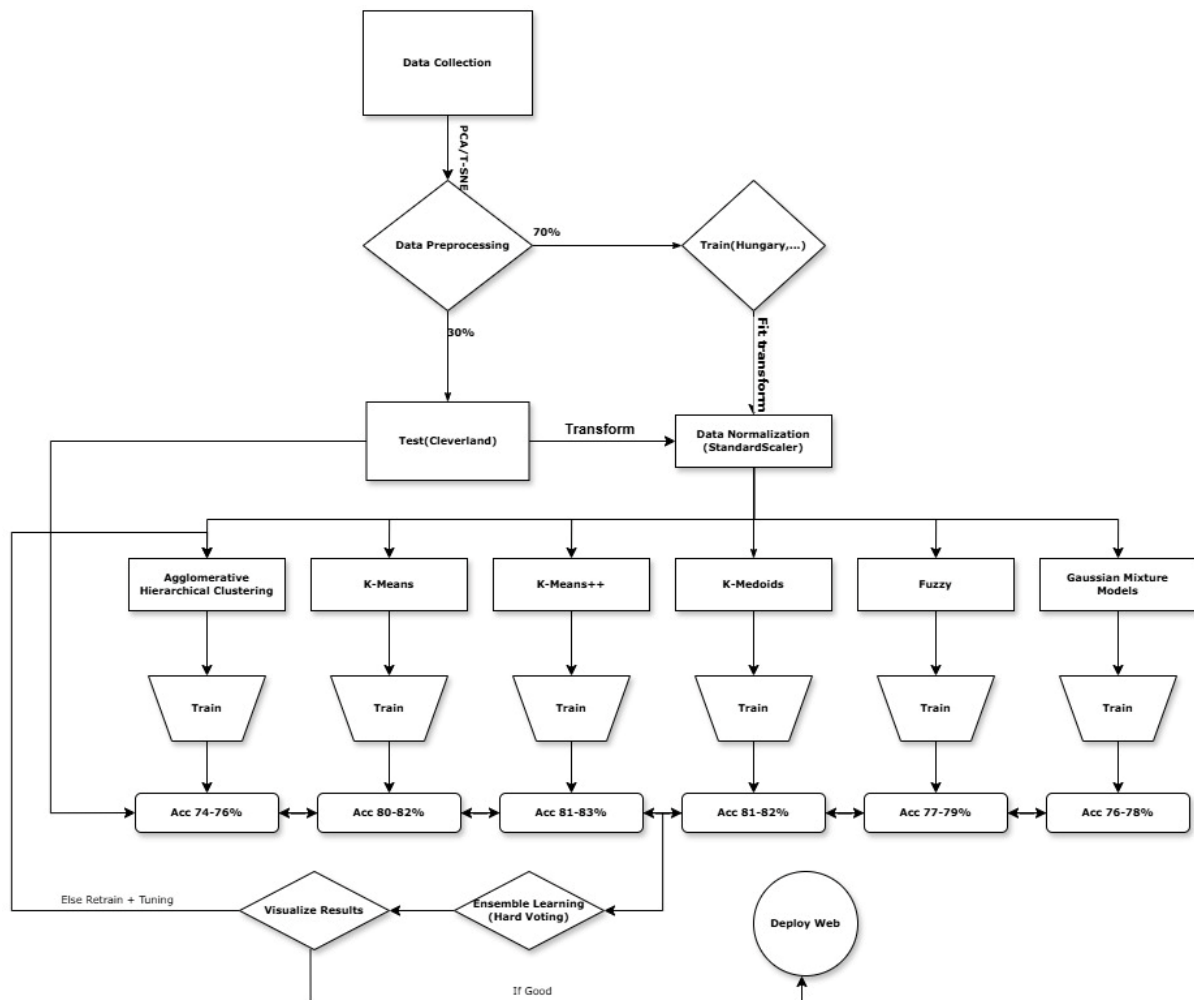 Data Collection
PCA/T-SNE
Data Preprocessing
70%
Train(Hungary,...)
30%
Fit transform
Test(Cleverland)
Transform
Data Normalization
(StandardScaler)
Agglomerative
Hierarchical Clustering
K-Means
K-Means++
K-Medoids
Fuzzy
Gaussian Mixture
Models
Train
Train
Train
Train
Train
Train
Acc 74-76%
Acc 80-82%
Acc 81-83%
Acc 81-82%
Acc 77-79%
Acc 76-78%
Else Retrain + Tuning
Visualize Results
Ensemble Learning
(Hard Voting)
Deploy Web
If Good